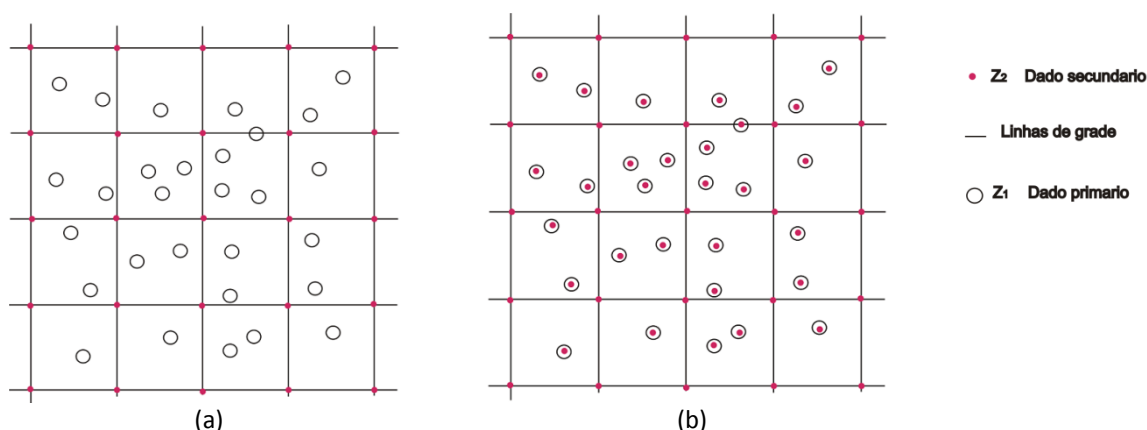 Z2 Dado secundario
Linhas de grade
Z1 Dado primario
(a) (b)